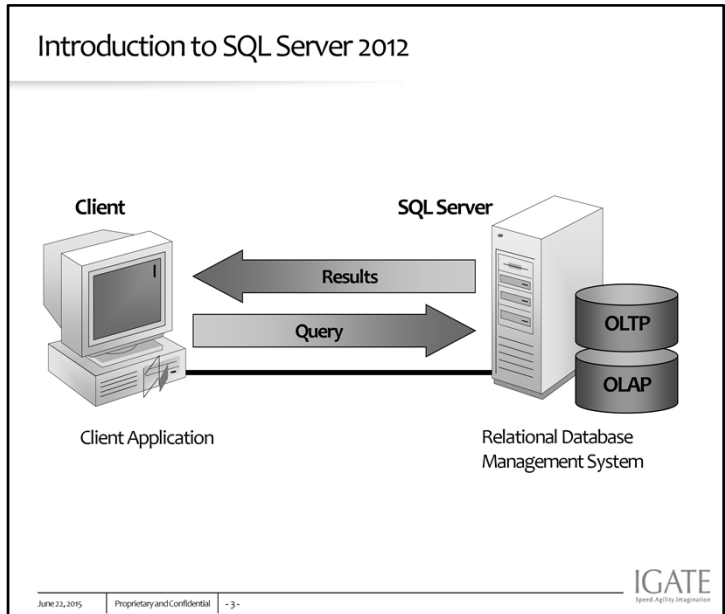 Introduction to SQL Server 2012
Client
SQL Server
Results
Query
OLTP
OLAP
Client Application
Relational Database
Management System
June 22, 2015
Proprietary and Confidential
- 3 -
IGATE
Speed.Agility.Imagination